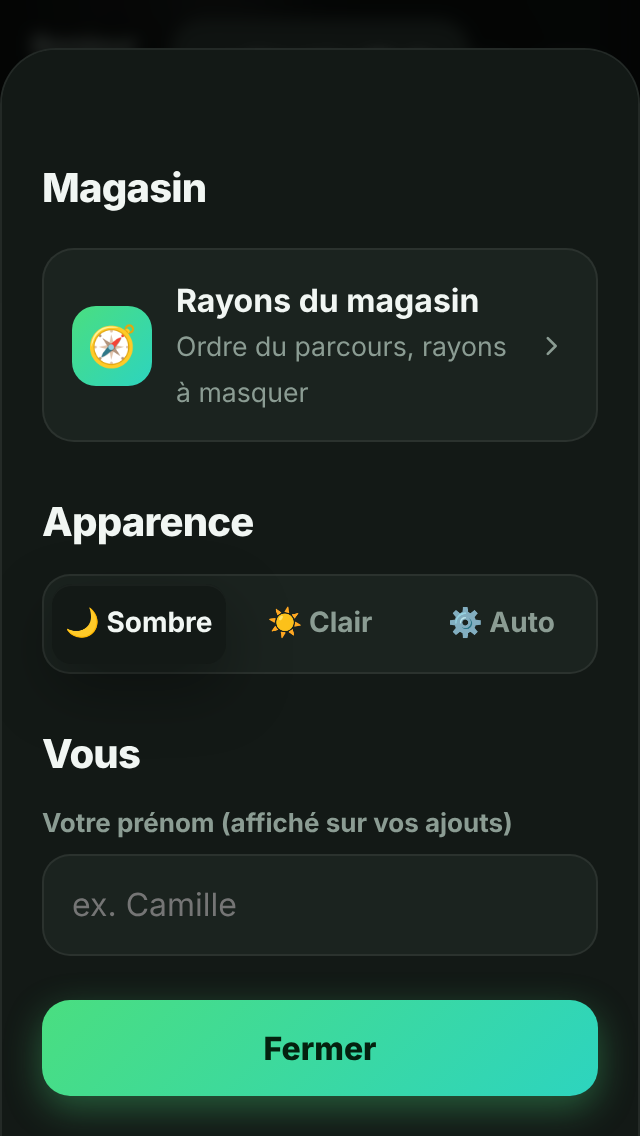 Magasin
Rayons du magasin
Ordre du parcours, rayons
à masquer
Apparence
🌙 Sombre
☀️ Clair
⚙️ Auto
Vous
Votre prénom (affiché sur vos ajouts)
ex. Camille
Fermer